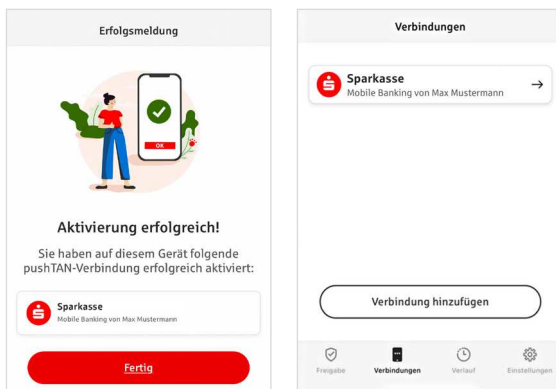 Erfolgsmeldung
OK
Aktivierung erfolgreich!
Sie haben auf diesem Gerät folgende
pushTAN-Verbindung erfolgreich aktiviert:
Sparkasse
Mobile Banking von Max Mustermann
Fertig
Verbindungen
Sparkasse
Mobile Banking von Max Mustermann
Verbindung hinzufügen
Freigabe
Verbindungen
Verlauf
Einstellungen